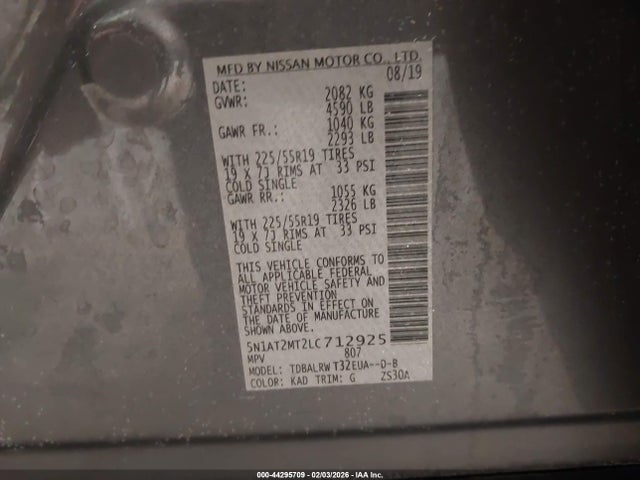 MFD BY NISSAN MOTOR CO., LTD.
DATE: 08/19
GVWR: 2082 KG
4590 LB
GAWR FR.: 1040 KG
2293 LB
WITH 225/55R19 TIRES
19 X 7J RIMS AT 33 PSI
COLD SINGLE
GAWR RR.: 1055 KG
2326 LB
WITH 225/55R19 TIRES
19 X 7J RIMS AT 33 PSI
COLD SINGLE
THIS VEHICLE CONFORMS TO
ALL APPLICABLE FEDERAL
MOTOR VEHICLE SAFETY AND
THEFT PREVENTION
STANDARDS IN EFFECT ON
THE DATE OF MANUFACTURE
SHOWN ABOVE.
5N1AT2MT2LC712925
MPV 807
MODEL: TDBALRWT32EUA--D-B
COLOR: KAD TRIM: G ZS30A
000-44295709 - 02/03/2026 - IAA Inc.